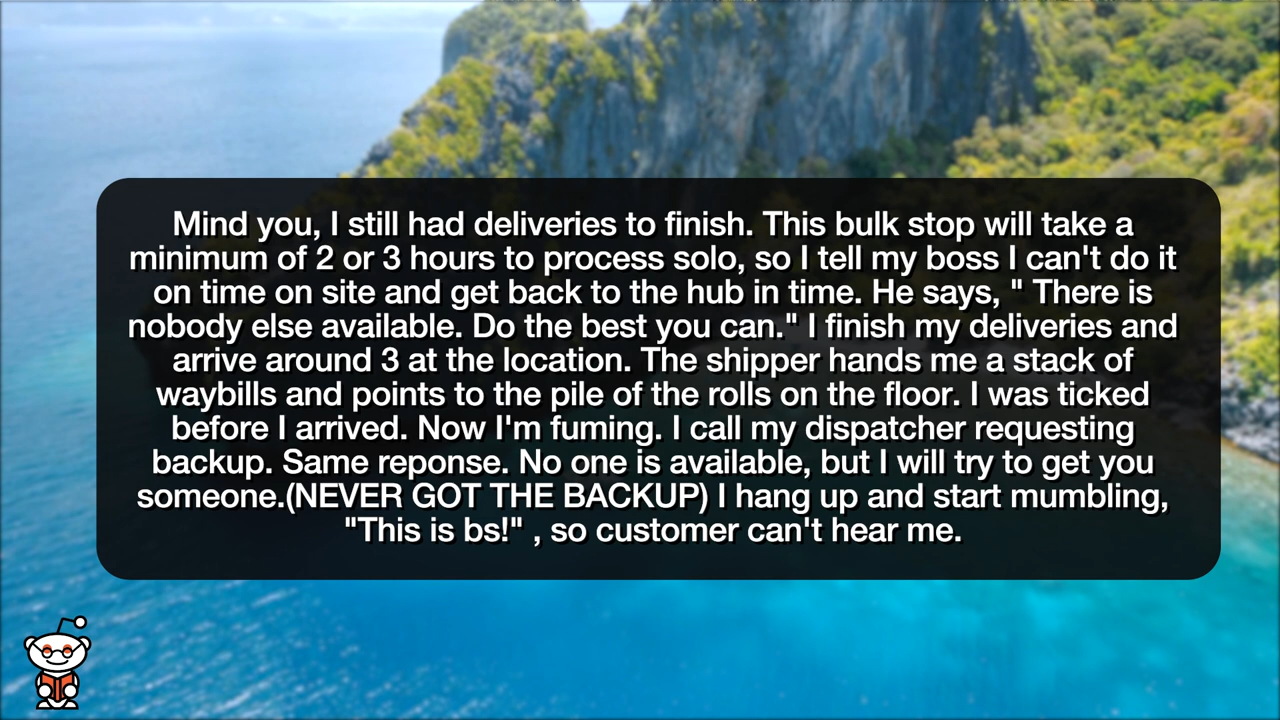 Mind you, I still had deliveries to finish. This bulk stop will take a
minimum of 2 or 3 hours to process solo, so I tell my boss I can't do it
on time on site and get back to the hub in time. He says, " There is
nobody else available. Do the best you can." I finish my deliveries and
arrive around 3 at the location. The shipper hands me a stack of
waybills and points to the pile of the rolls on the floor. I was ticked
before I arrived. Now I'm fuming. I call my dispatcher requesting
backup. Same reponse. No one is available, but I will try to get you
someone.(NEVER GOT THE BACKUP) I hang up and start mumbling,
"This is bs!" , so customer can't hear me.